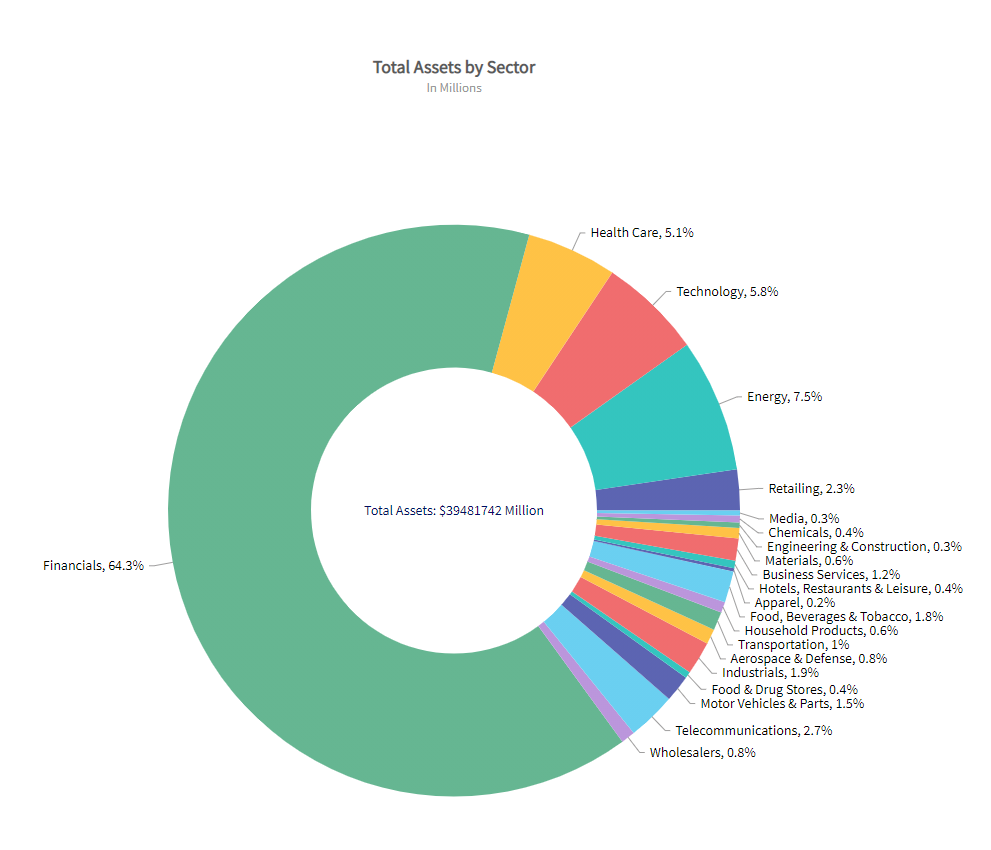 Total Assets by Sector
In Millions
Health Care, 5.1%
Technology, 5.8%
Energy, 7.5%
Retailing, 2.3%
Total Assets: $39481742 Million
Media, 0.3%
Chemicals, 0.4%
Engineering & Construction, 0.3%
Materials, 0.6%
Financials, 64.3%
Business Services, 1.2%
Hotels, Restaurants & Leisure, 0.4%
Apparel, 0.2%
Food, Beverages & Tobacco, 1.8%
Household Products, 0.6%
Transportation, 1%
Aerospace & Defense, 0.8%
Industrials, 1.9%
Food & Drug Stores, 0.4%
Motor Vehicles & Parts, 1.5%
Telecommunications, 2.7%
Wholesalers, 0.8%